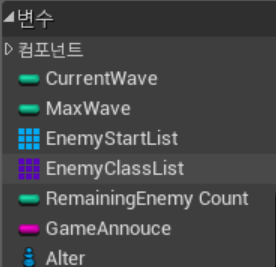 변수
컴포넌트
CurrentWave
MaxWave
EnemyStartList
EnemyClassList
RemainingEnemy Count
GameAnnouce
Alter